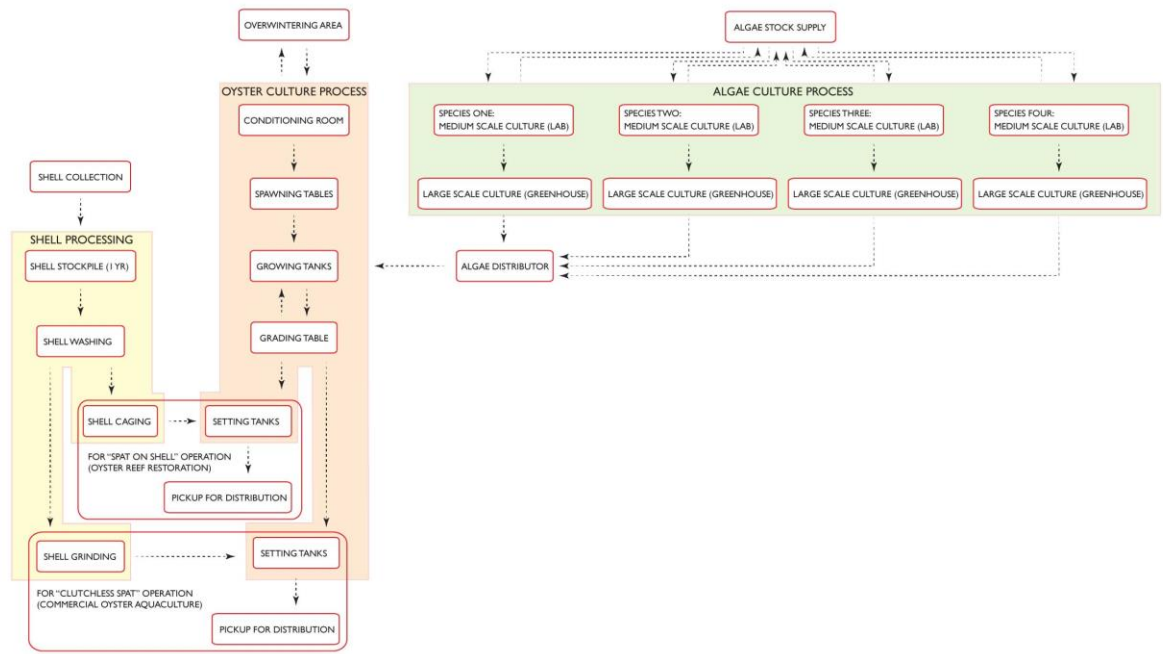 OVERWINTERING AREA
ALGAE STOCK SUPPLY
OYSTER CULTURE PROCESS
ALGAE CULTURE PROCESS
CONDITIONING ROOM
SPECIES ONE:
MEDIUM SCALE CULTURE (LAB)
SPECIES TWO:
MEDIUM SCALE CULTURE (LAB)
SPECIES THREE:
MEDIUM SCALE CULTURE (LAB)
SPECIES FOUR:
MEDIUM SCALE CULTURE (LAB)
SHELL COLLECTION
SPAWNING TABLES
LARGE SCALE CULTURE (GREENHOUSE)
LARGE SCALE CULTURE (GREENHOUSE)
LARGE SCALE CULTURE (GREENHOUSE)
LARGE SCALE CULTURE (GREENHOUSE)
SHELL PROCESSING
SHELL STOCKPILE (1 YR)
GROWING TANKS
ALGAE DISTRIBUTOR
SHELL WASHING
GRADING TABLE
SHELL CAGING
SETTING TANKS
FOR “SPAT ON SHELL” OPERATION
(OYSTER REEF RESTORATION)
PICKUP FOR DISTRIBUTION
SHELL GRINDING
SETTING TANKS
FOR “CLUTCHLESS SPAT” OPERATION
(COMMERCIAL OYSTER AQUACULTURE)
PICKUP FOR DISTRIBUTION